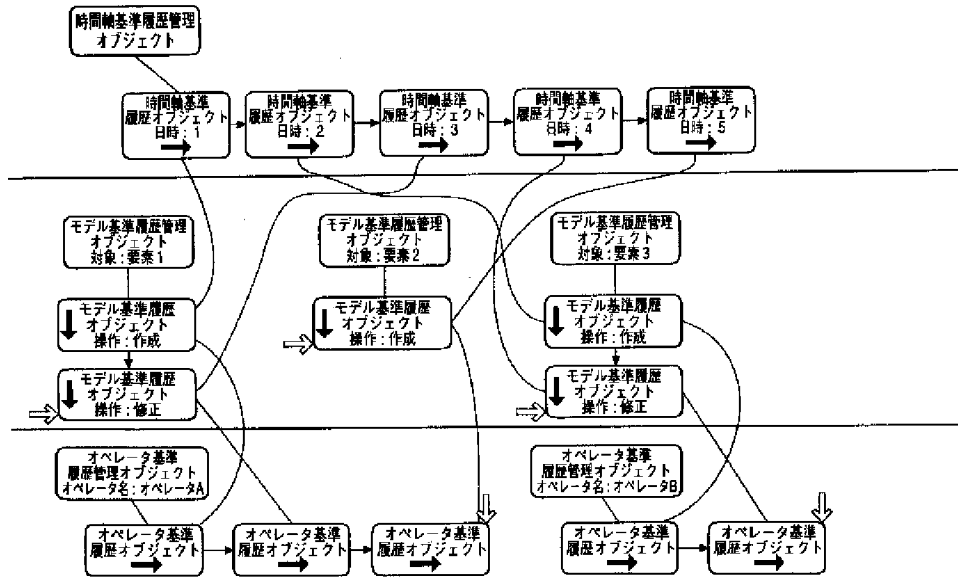 時間軸基準履歴管理
オブジェクト
時間軸基準
履歴オブジェクト
日時:1
時間軸基準
履歴オブジェクト
日時:2
時間軸基準
履歴オブジェクト
日時:3
時間軸基準
履歴オブジェクト
日時:4
時間軸基準
履歴オブジェクト
日時:5
モデル基準履歴管理
オブジェクト
対象:要素1
モデル基準履歴管理
オブジェクト
対象:要素2
モデル基準履歴管理
オブジェクト
対象:要素3
モデル基準履歴
オブジェクト
操作:作成
モデル基準履歴
オブジェクト
操作:作成
モデル基準履歴
オブジェクト
操作:作成
モデル基準履歴
オブジェクト
操作:修正
モデル基準履歴
オブジェクト
操作:修正
オペレータ基準
履歴管理オブジェクト
オペレータ名:オペレータA
オペレータ基準
履歴管理オブジェクト
オペレータ名:オペレータB
オペレータ基準
履歴オブジェクト
オペレータ基準
履歴オブジェクト
オペレータ基準
履歴オブジェクト
オペレータ基準
履歴オブジェクト
オペレータ基準
履歴オブジェクト